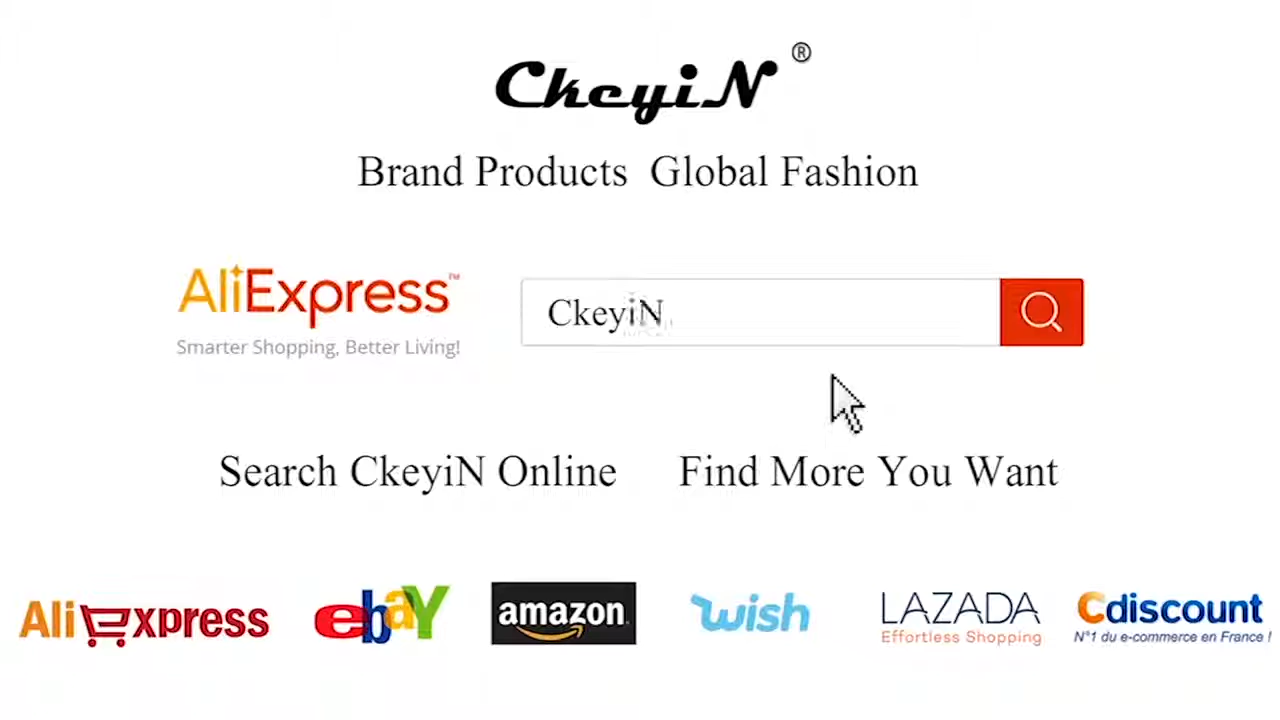 CkeyiN ®
Brand Products Global Fashion
AliExpress™
Smarter Shopping, Better Living!
CkeyiN
Search CkeyiN Online Find More You Want
AliExpress ebay amazon wish LAZADA Cdiscount
Effortless Shopping N°1 du e-commerce en France !